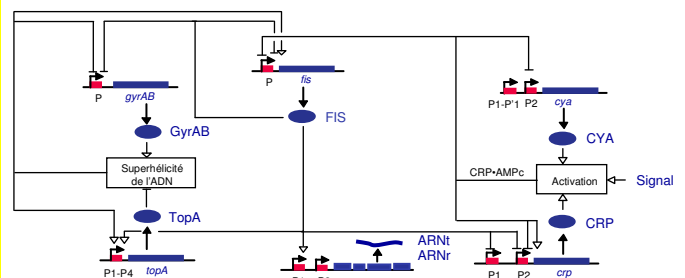 P
gyrAB
GyrAB
P
fis
FIS
P1-P'1 P2 cya
CYA
Superhélicité
de l'ADN
CRP•AMPc
Activation
Signal
TopA
CRP
ARNt
ARNr
P1-P4 topA
P1 P2 crp